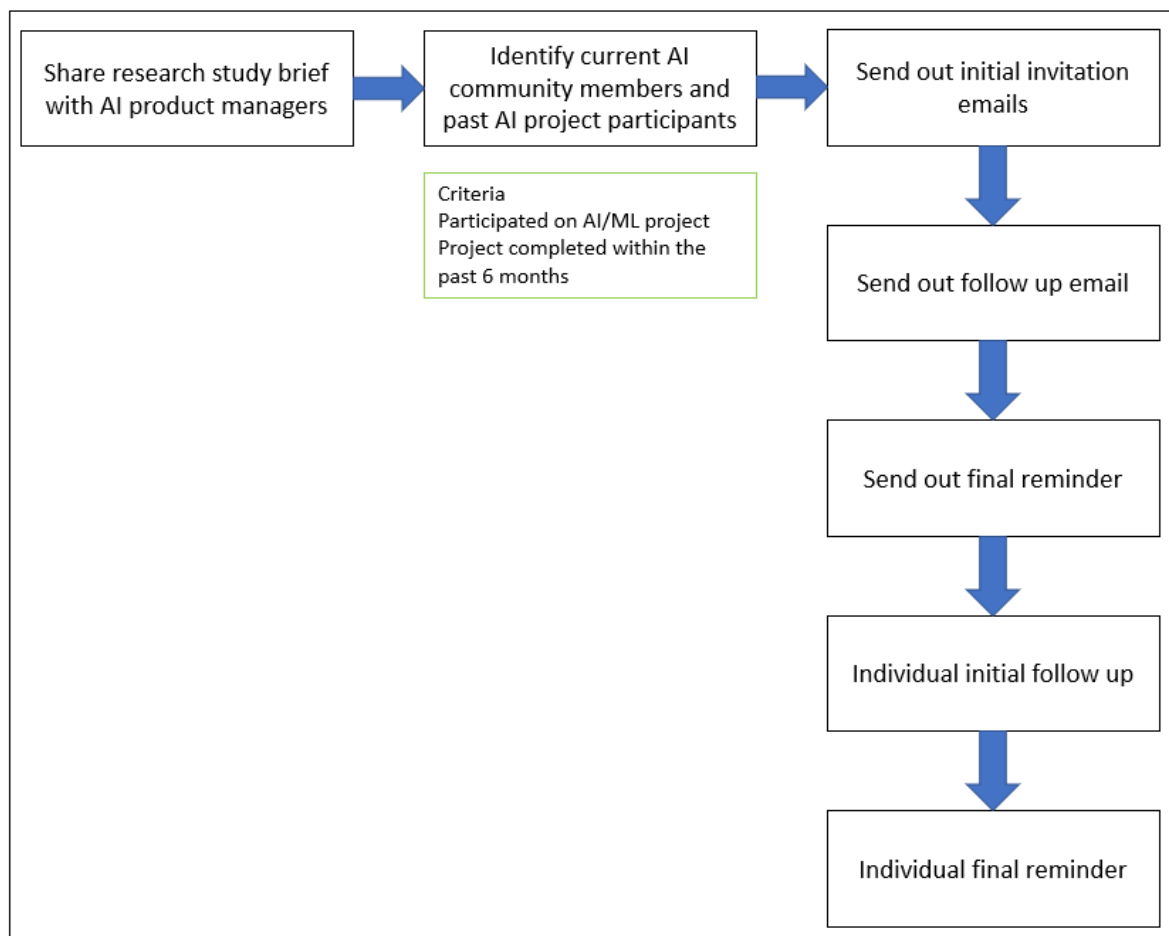 Share research study brief
with AI product managers
Identify current AI
community members and
past AI project participants
Send out initial invitation
emails
Criteria
Participated on AI/ML project
Project completed within the
past 6 months
Send out follow up email
Send out final reminder
Individual initial follow up
Individual final reminder